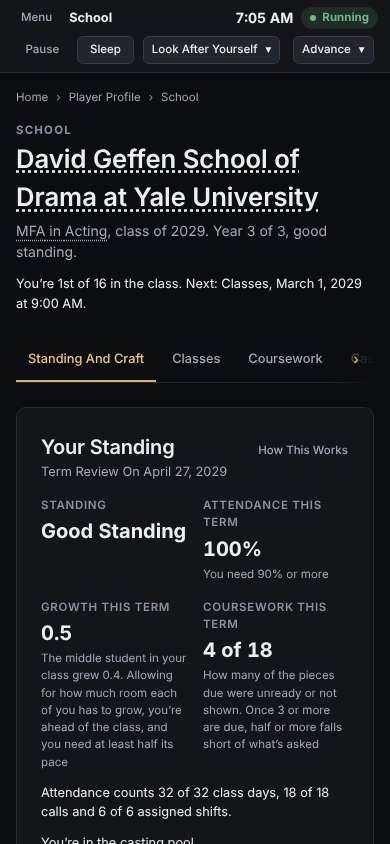 Menu School 7:05 AM Running
Pause Sleep Look After Yourself ▾ Advance ▾
Home › Player Profile › School
SCHOOL
David Geffen School of
Drama at Yale University
MFA in Acting, class of 2029. Year 3 of 3, good
standing.
You're 1st of 16 in the class. Next: Classes, March 1, 2029
at 9:00 AM.
Standing And Craft Classes Coursework ›
Your Standing How This Works
Term Review On April 27, 2029
STANDING
Good Standing
ATTENDANCE THIS
TERM
100%
You need 90% or more
GROWTH THIS TERM
0.5
The middle student in your
class grew 0.4. Allowing
for how much room each
of you has to grow, you're
ahead of the class, and
you need at least half its
pace
COURSEWORK THIS
TERM
4 of 18
How many of the pieces
due were unready or not
shown. Once 3 or more
are due, half or more falls
short of what's asked
Attendance counts 32 of 32 class days, 18 of 18
calls and 6 of 6 assigned shifts.
You're in the casting pool